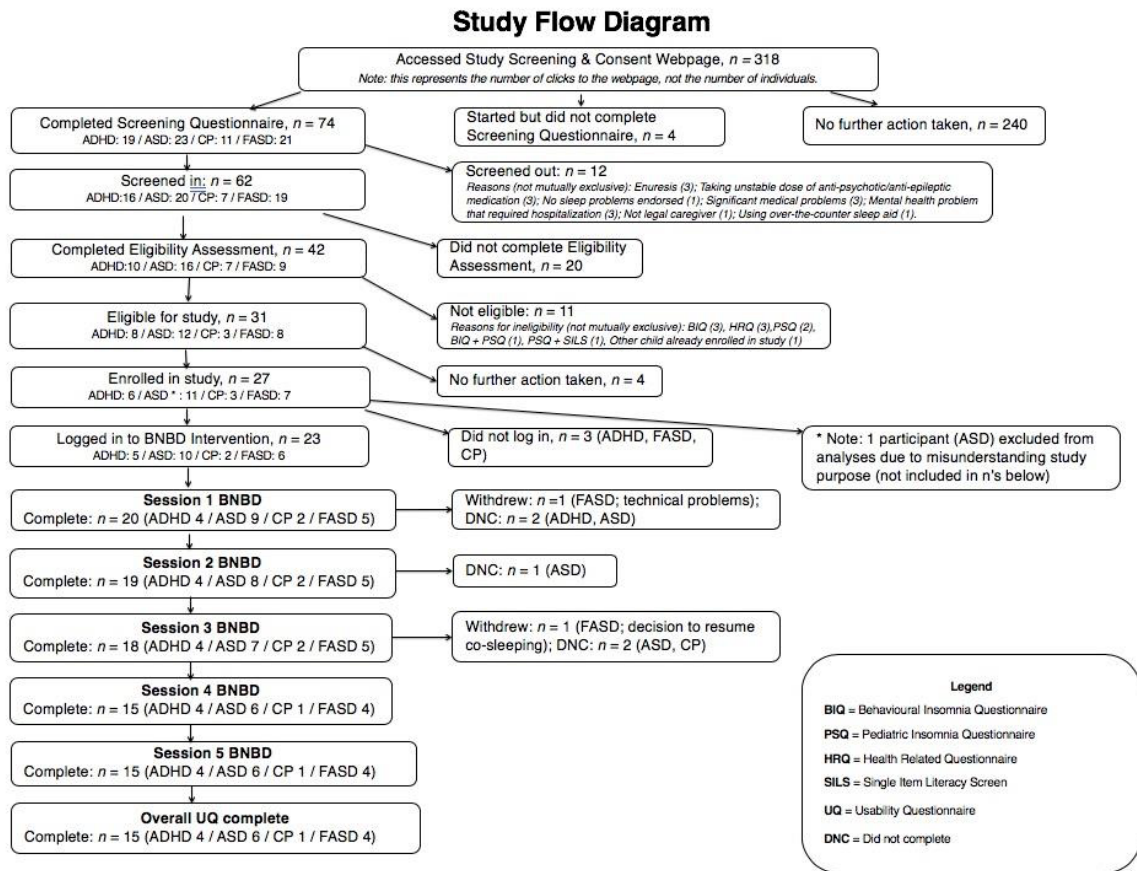 Study Flow Diagram
Accessed Study Screening & Consent Webpage, n = 318
Note: this represents the number of clicks to the webpage, not the number of individuals.
Completed Screening Questionnaire, n = 74
ADHD: 19 / ASD: 23 / CP: 11 / FASD: 21
Started but did not complete
Screening Questionnaire, n = 4
No further action taken, n = 240
Screened in: n = 62
ADHD:16 / ASD: 20 / CP: 7 / FASD: 19
Screened out: n = 12
Reasons (not mutually exclusive): Enuresis (3); Taking unstable dose of anti-psychotic/anti-epileptic
medication (3); No sleep problems endorsed (1); Significant medical problems (3); Mental health problem
that required hospitalization (3); Not legal caregiver (1); Using over-the-counter sleep aid (1).
Completed Eligibility Assessment, n = 42
ADHD:10 / ASD: 16 / CP: 7 / FASD: 9
Did not complete Eligibility
Assessment, n = 20
Eligible for study, n = 31
ADHD: 8 / ASD: 12 / CP: 3 / FASD: 8
Not eligible: n = 11
Reasons for ineligibility (not mutually exclusive): BIQ (3), HRQ (3),PSQ (2),
BIQ + PSQ (1), PSQ + SILS (1), Other child already enrolled in study (1)
Enrolled in study, n = 27
ADHD: 6 / ASD * : 11 / CP: 3 / FASD: 7
No further action taken, n = 4
Logged in to BNBD Intervention, n = 23
ADHD: 5 / ASD: 10 / CP: 2 / FASD: 6
Did not log in, n = 3 (ADHD, FASD,
CP)
* Note: 1 participant (ASD) excluded from
analyses due to misunderstanding study
purpose (not included in n's below)
Session 1 BNBD
Complete: n = 20 (ADHD 4 / ASD 9 / CP 2 / FASD 5)
Withdrew: n =1 (FASD; technical problems);
DNC: n = 2 (ADHD, ASD)
Session 2 BNBD
Complete: n = 19 (ADHD 4 / ASD 8 / CP 2 / FASD 5)
DNC: n = 1 (ASD)
Session 3 BNBD
Complete: n = 18 (ADHD 4 / ASD 7 / CP 2 / FASD 5)
Withdrew: n = 1 (FASD; decision to resume
co-sleeping); DNC: n = 2 (ASD, CP)
Session 4 BNBD
Complete: n = 15 (ADHD 4 / ASD 6 / CP 1 / FASD 4)
Session 5 BNBD
Complete: n = 15 (ADHD 4 / ASD 6 / CP 1 / FASD 4)
Overall UQ complete
Complete: n = 15 (ADHD 4 / ASD 6 / CP 1 / FASD 4)
Legend
BIQ = Behavioural Insomnia Questionnaire
PSQ = Pediatric Insomnia Questionnaire
HRQ = Health Related Questionnaire
SILS = Single Item Literacy Screen
UQ = Usability Questionnaire
DNC = Did not complete